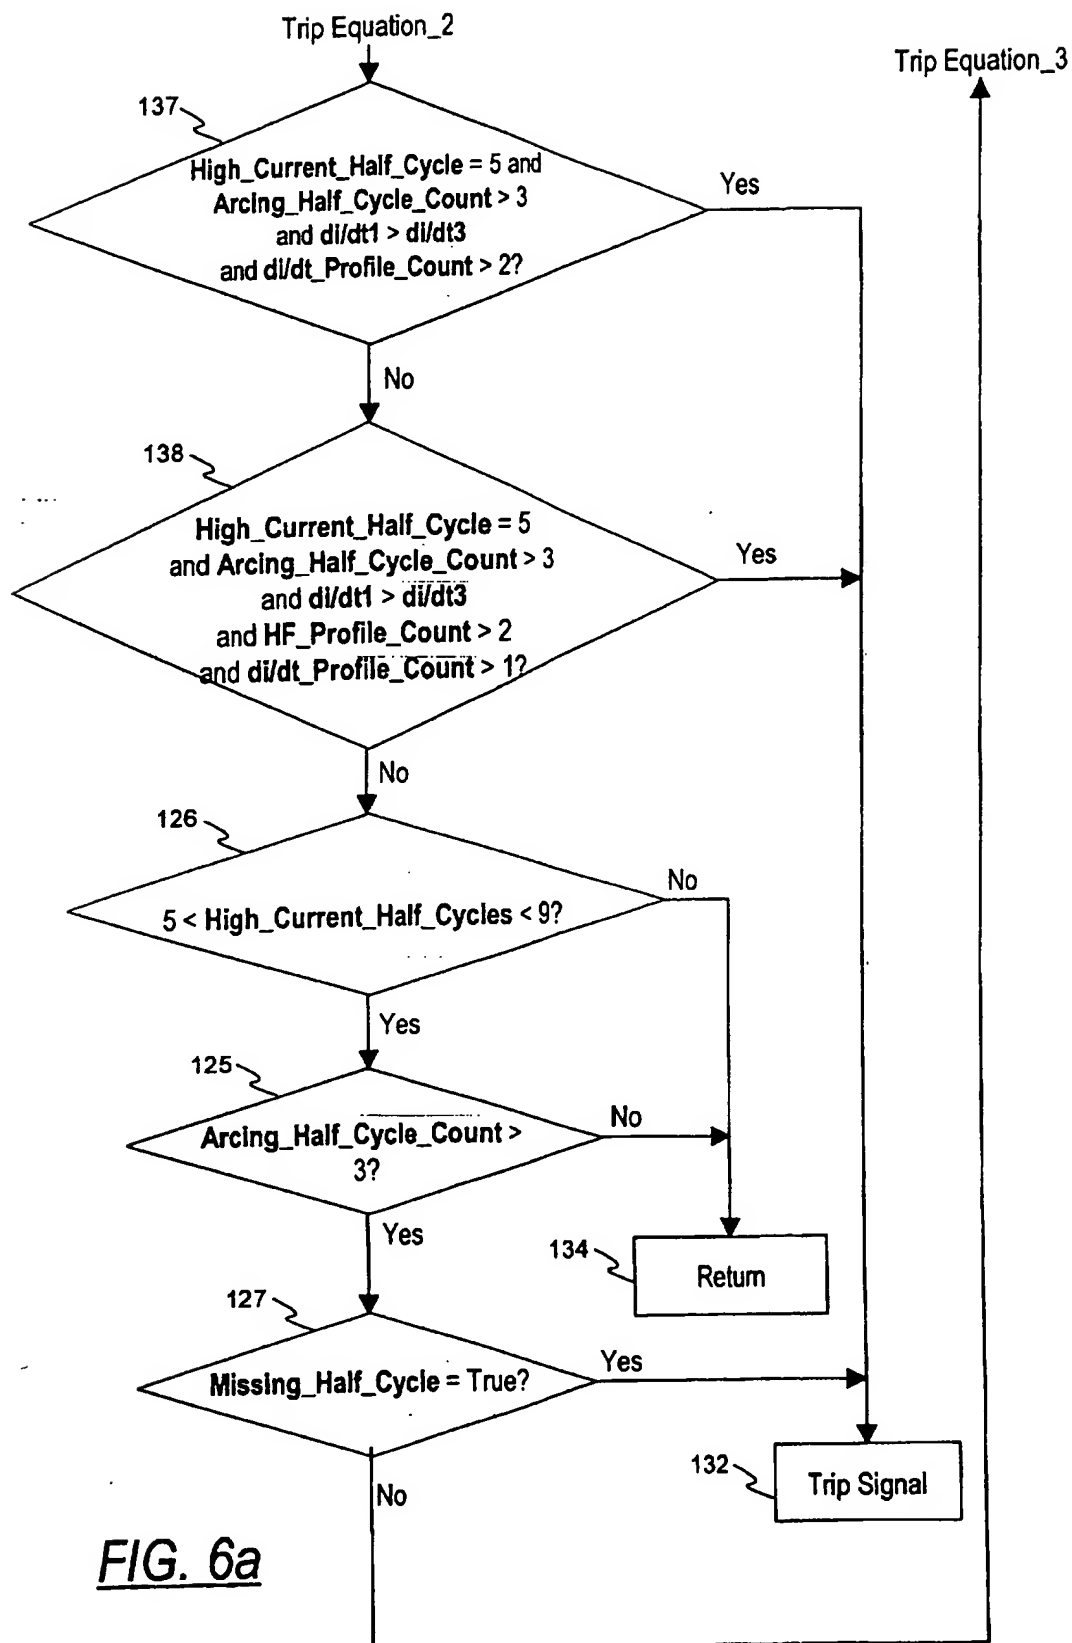 Trip Equation_2
Trip Equation_3
137
High_Current_Half_Cycle = 5 and
Arcing_Half_Cycle_Count > 3
and di/dt1 > di/dt3
and di/dt_Profile_Count > 2?
Yes
No
138
High_Current_Half_Cycle = 5
and Arcing_Half_Cycle_Count > 3
and di/dt1 > di/dt3
and HF_Profile_Count > 2
and di/dt_Profile_Count > 1?
Yes
No
126
5 < High_Current_Half_Cycles < 9?
No
Yes
125
Arcing_Half_Cycle_Count >
3?
No
Yes
134
Return
127
Missing_Half_Cycle = True?
Yes
132
Trip Signal
No
FIG. 6a